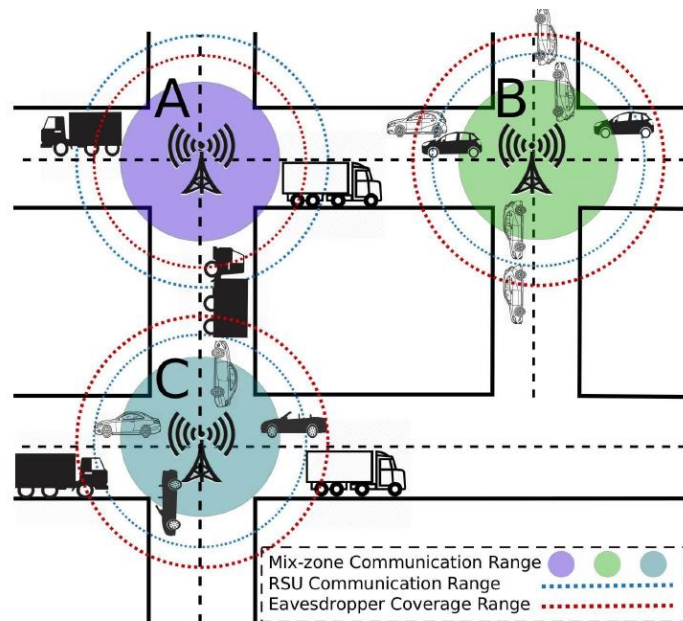 A
B
C
Mix-zone Communication Range
RSU Communication Range
Eavesdropper Coverage Range